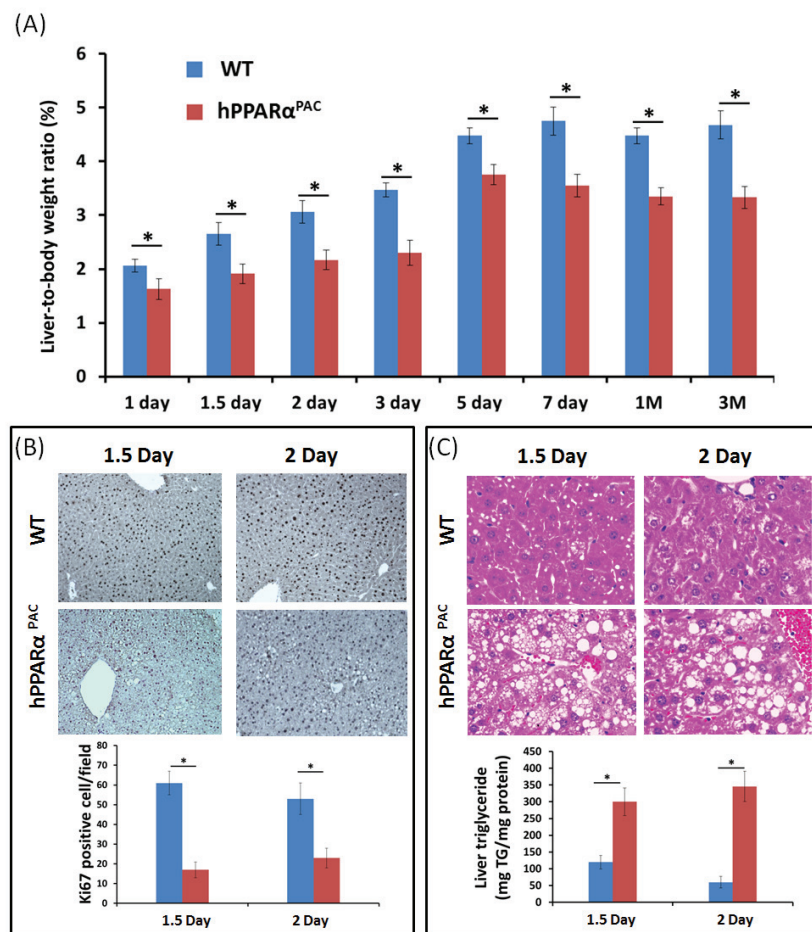 (A)
6
5
4
3
2
1
0
Liver-to-body weight ratio (%)
WT
hPPARα^PAC
* * * * * * * *
1 day 1.5 day 2 day 3 day 5 day 7 day 1M 3M
(B)
1.5 Day 2 Day
WT
hPPARα PAC
Ki67 positive cell/field
70
60
50
40
30
20
10
0
* *
1.5 Day 2 Day
(C)
1.5 Day 2 Day
WT
hPPARα PAC
Liver triglyceride
(mg TG/mg protein)
450
400
350
300
250
200
150
100
50
0
* *
1.5 Day 2 Day